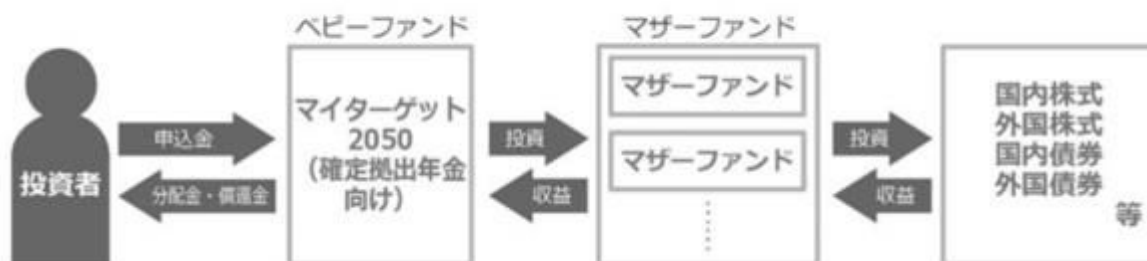 ベビーファンド
マザーファンド
投資者
申込金
分配金・償還金
マイターゲット
2050
（確定拠出年金
向け）
投資
収益
マザーファンド
マザーファンド
投資
収益
国内株式
外国株式
国内債券
外国債券
等